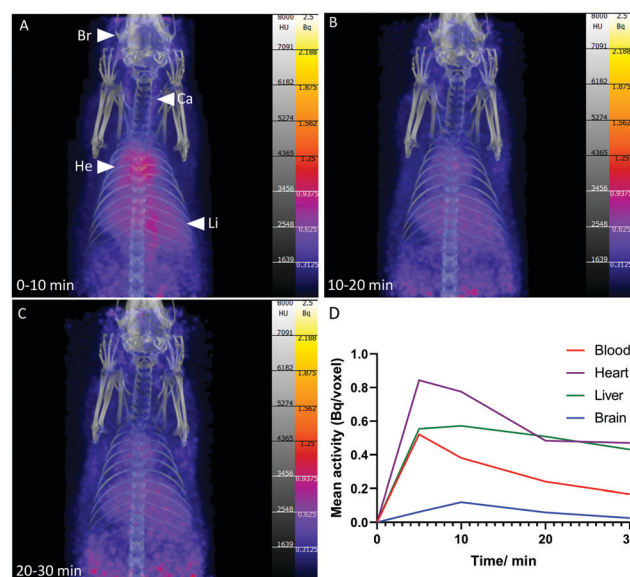 A
Br
Ca
He
Li
0-10 min
8000
HU
7091
6182
5274
4365
3456
2548
1639
2.5
Bq
2.188
1.875
1.562
1.25
0.9375
0.625
0.3125
B
10-20 min
8000
HU
7091
6182
5274
4365
3456
2548
1639
2.5
Bq
2.188
1.875
1.562
1.25
0.9375
0.625
0.3125
C
20-30 min
8000
HU
7091
6182
5274
4365
3456
2548
1639
2.5
Bq
2.188
1.875
1.562
1.25
0.9375
0.625
0.3125
D
Blood
Heart
Liver
Brain
Mean activity (Bq/voxel)
1.0
0.8
0.6
0.4
0.2
0.0
0 10 20
Time/ min